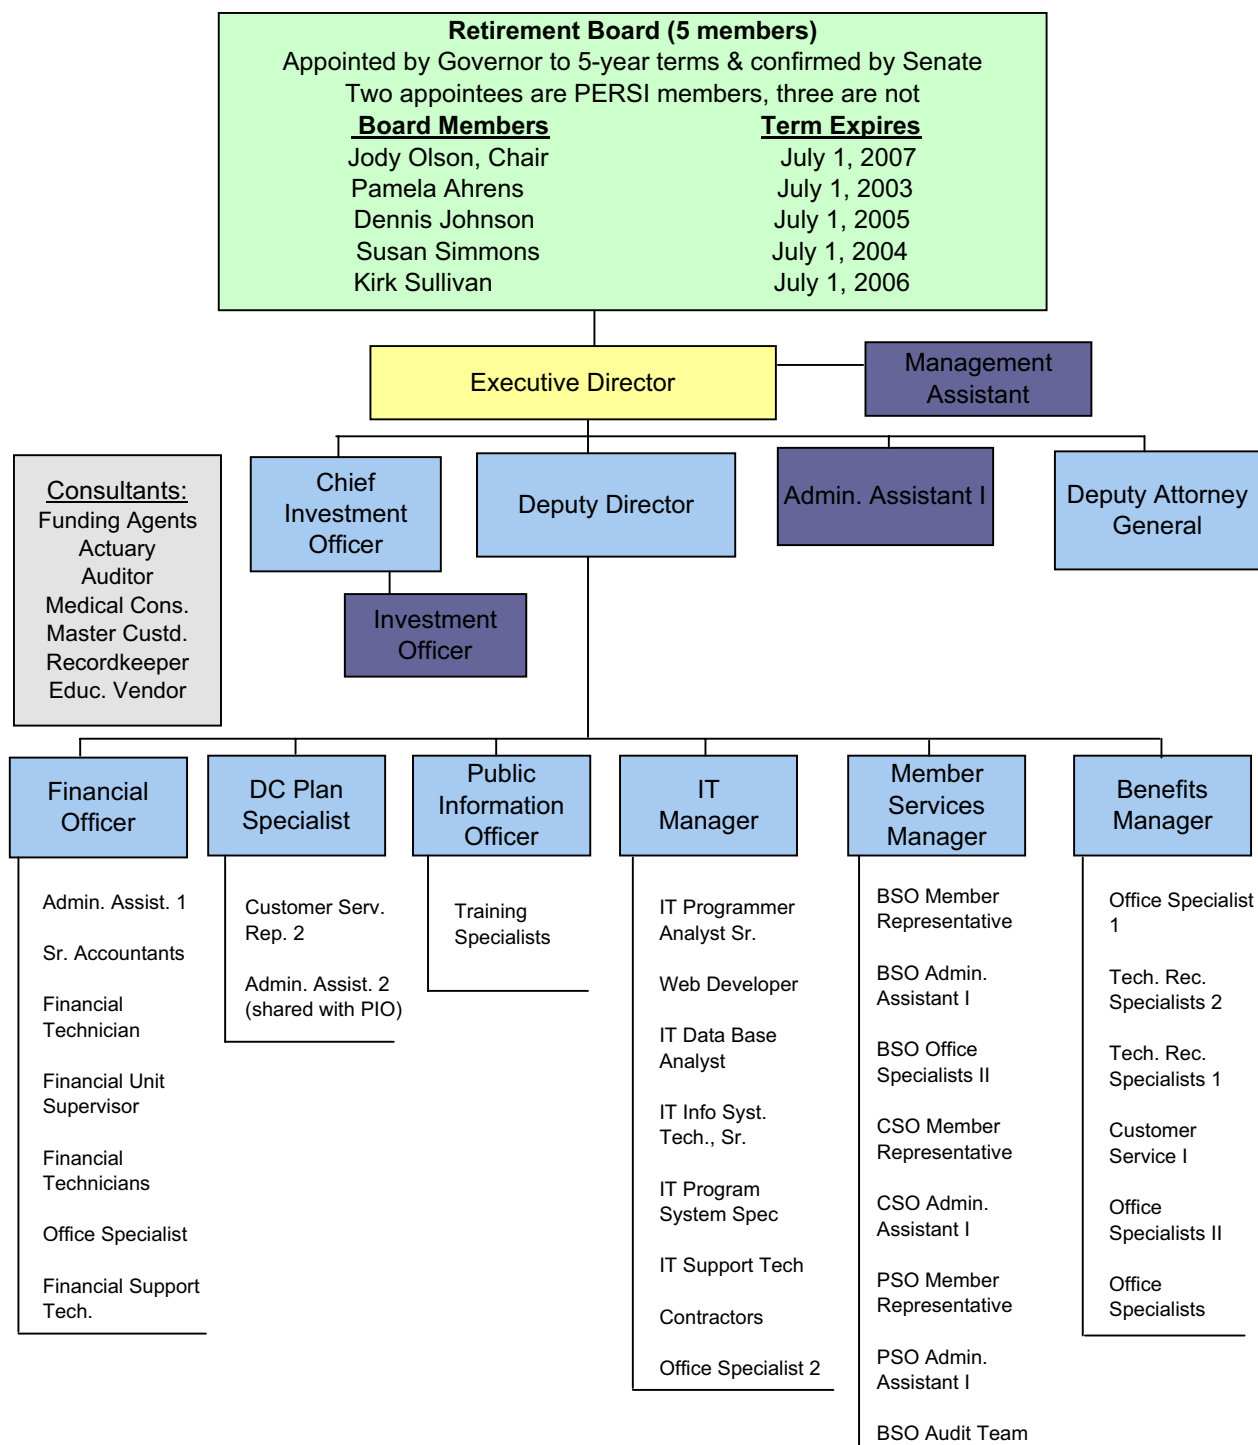 Retirement Board (5 members)
Appointed by Governor to 5-year terms & confirmed by Senate
Two appointees are PERSI members, three are not
Board Members Term Expires
Jody Olson, Chair July 1, 2007
Pamela Ahrens July 1, 2003
Dennis Johnson July 1, 2005
Susan Simmons July 1, 2004
Kirk Sullivan July 1, 2006
Executive Director
Management
Assistant
Consultants:
Funding Agents
Actuary
Auditor
Medical Cons.
Master Custd.
Recordkeeper
Educ. Vendor
Chief
Investment
Officer
Deputy Director
Admin. Assistant I
Deputy Attorney
General
Investment
Officer
Financial
Officer
DC Plan
Specialist
Public
Information
Officer
IT
Manager
Member
Services
Manager
Benefits
Manager
Admin. Assist. 1
Sr. Accountants
Financial
Technician
Financial Unit
Supervisor
Financial
Technicians
Office Specialist
Financial Support
Tech.
Customer Serv.
Rep. 2
Admin. Assist. 2
(shared with PIO)
Training
Specialists
IT Programmer
Analyst Sr.
Web Developer
IT Data Base
Analyst
IT Info Syst.
Tech., Sr.
IT Program
System Spec
IT Support Tech
Contractors
Office Specialist 2
BSO Member
Representative
BSO Admin.
Assistant I
BSO Office
Specialists II
CSO Member
Representative
CSO Admin.
Assistant I
PSO Member
Representative
PSO Admin.
Assistant I
BSO Audit Team
Office Specialist
1
Tech. Rec.
Specialists 2
Tech. Rec.
Specialists 1
Customer
Service I
Office
Specialists II
Office
Specialists